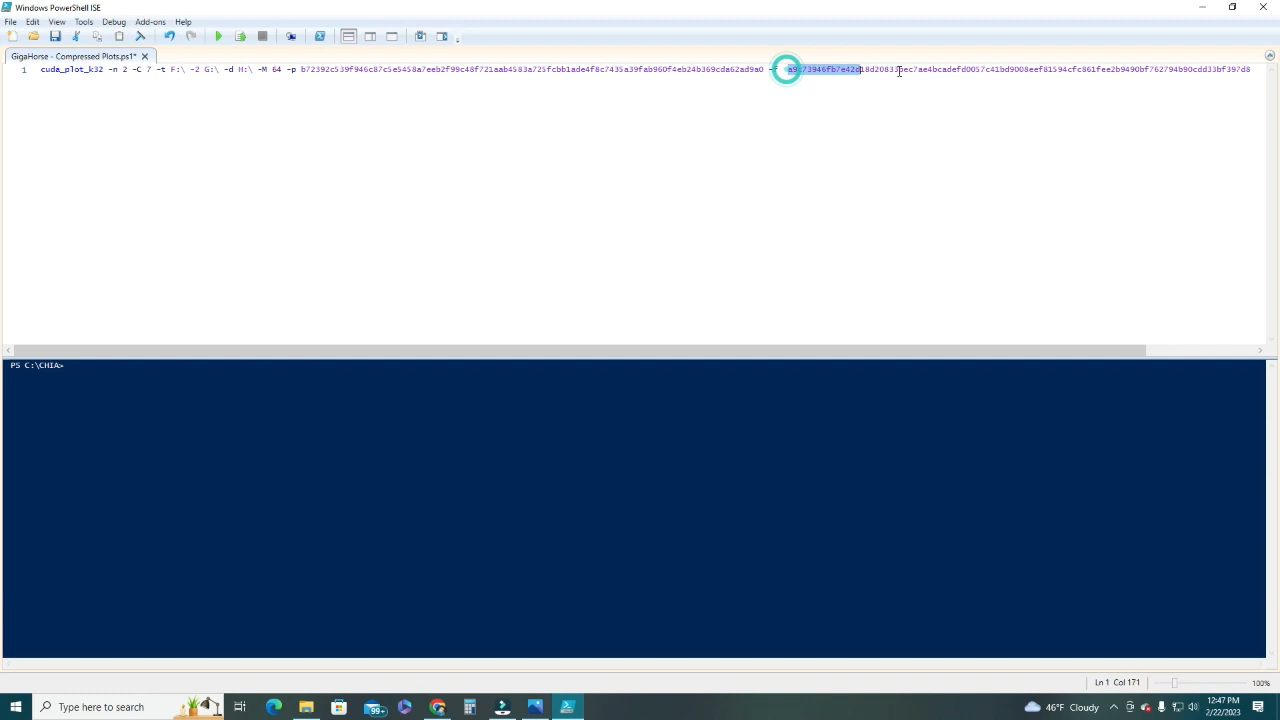 Windows PowerShell ISE
File Edit View Tools Debug Add-ons Help
GigaHorse - Compressed Plots.ps1*
1 cuda_plot_k32 -n 2 -C 7 -t F:\ -2 G:\ -d H:\ -M 64 -p b72392c539f946c87c5e5458a7eeb2f99c48f721aab4583a725fcbb1ade4f8c7435a39fab960f4eb24b369cda62ad9a0
PS C:\CHIA>
Ln 1 Col 171 100%
Type here to search
99+
46°F Cloudy
12:47 PM
2/22/2023